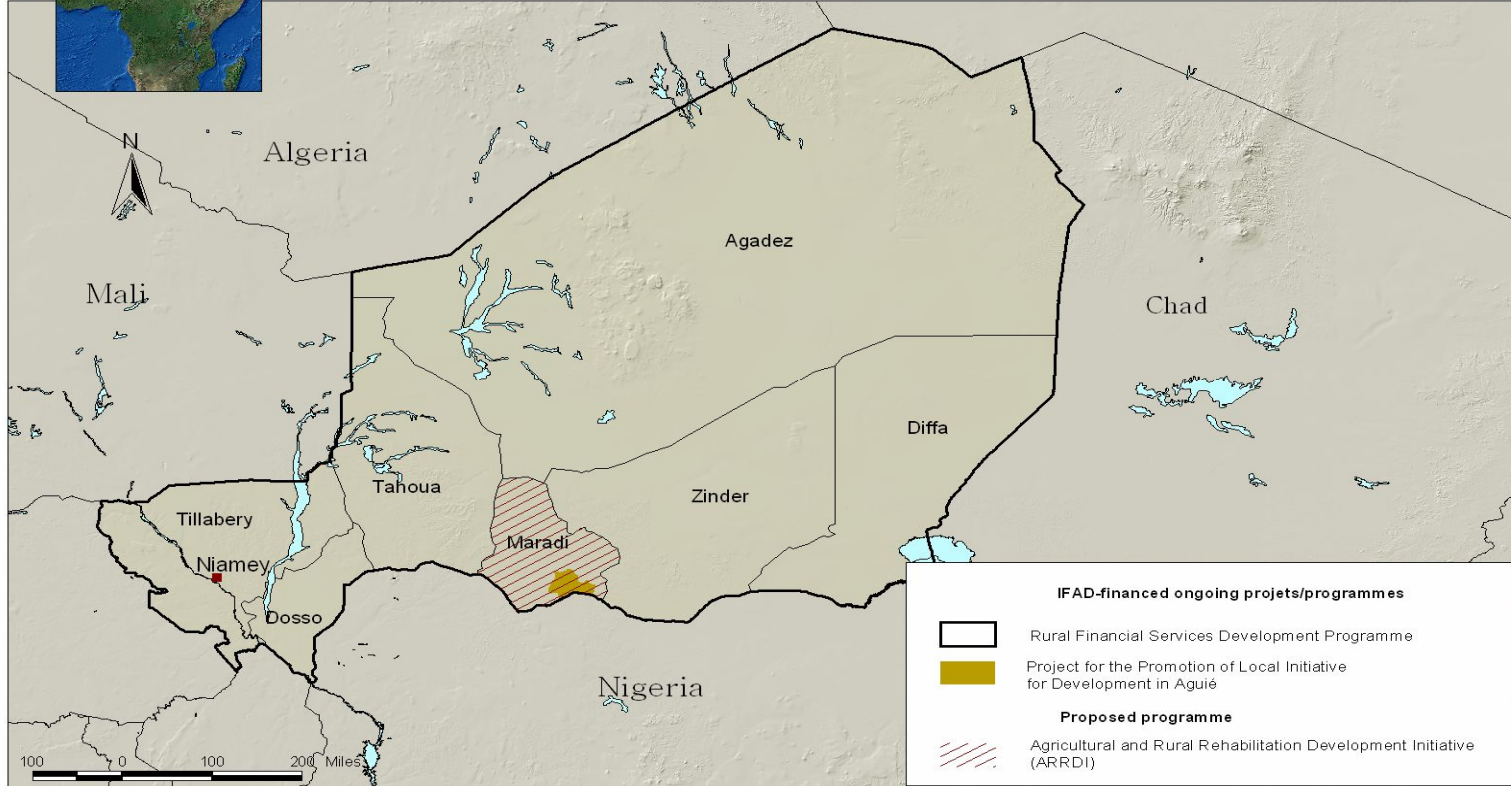 N
Algeria
Agadez
Mali
Chad
Diffa
Tahoua
Zinder
Tillabery
Maradi
Niamey
Dosso
Nigeria
100 0 100 200 Miles
IFAD-financed ongoing projets/programmes
Rural Financial Services Development Programme
Project for the Promotion of Local Initiative
for Development in Aguié
Proposed programme
Agricultural and Rural Rehabilitation Development Initiative
(ARRDI)